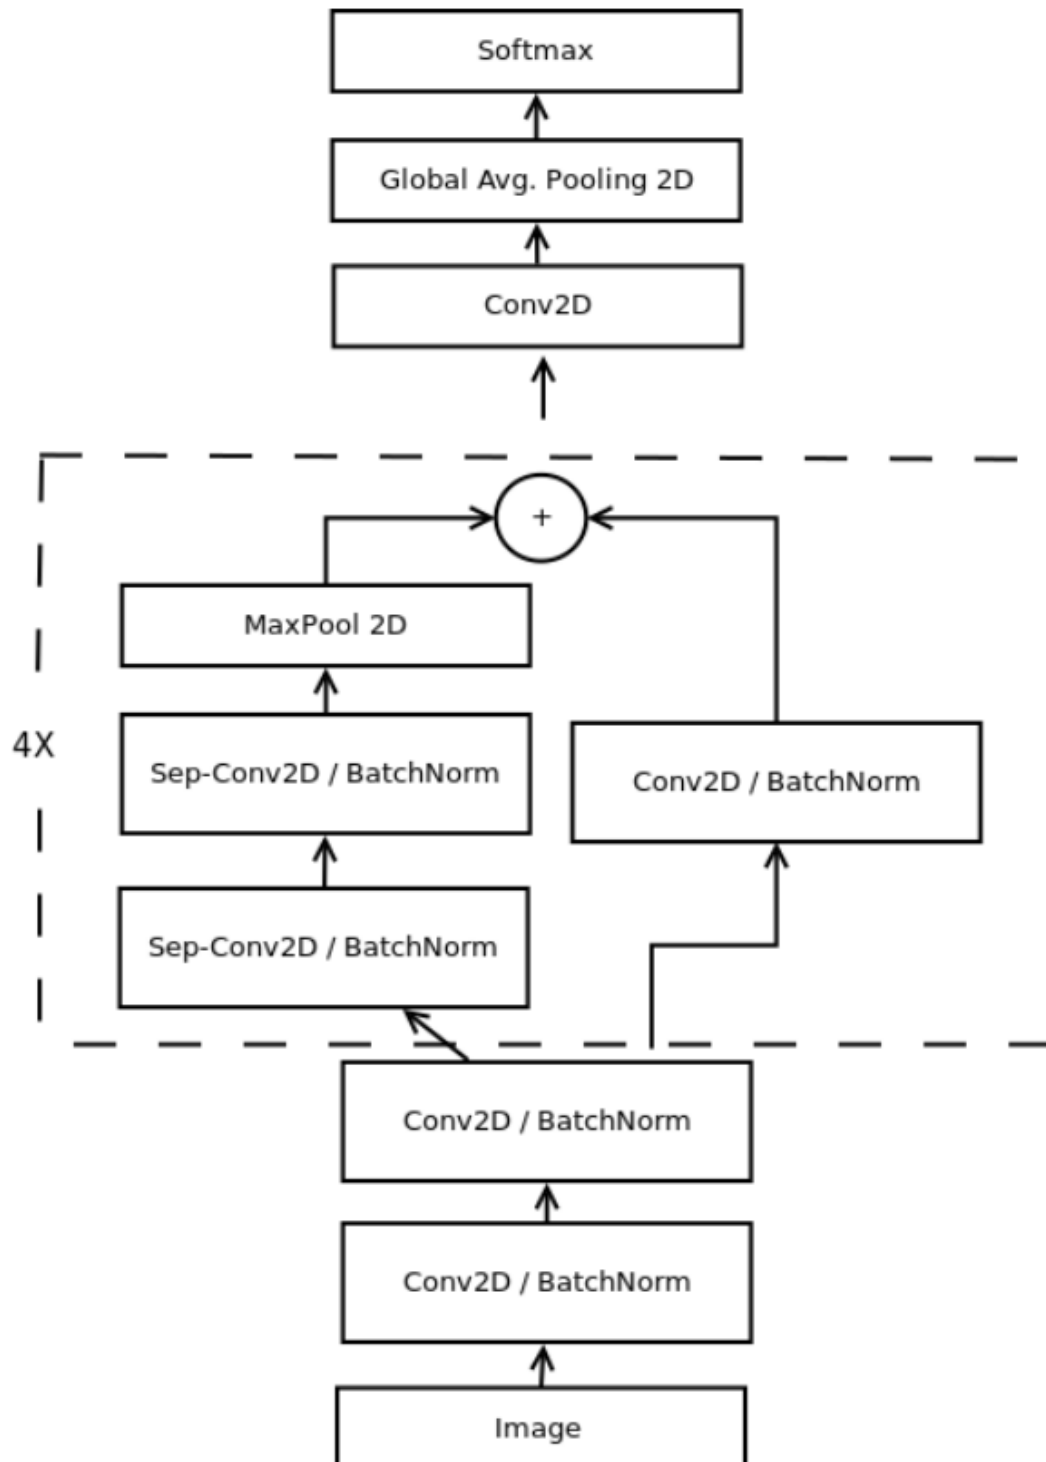 Softmax
Global Avg. Pooling 2D
Conv2D
+
MaxPool 2D
4X
Sep-Conv2D / BatchNorm
Conv2D / BatchNorm
Sep-Conv2D / BatchNorm
Conv2D / BatchNorm
Conv2D / BatchNorm
Image